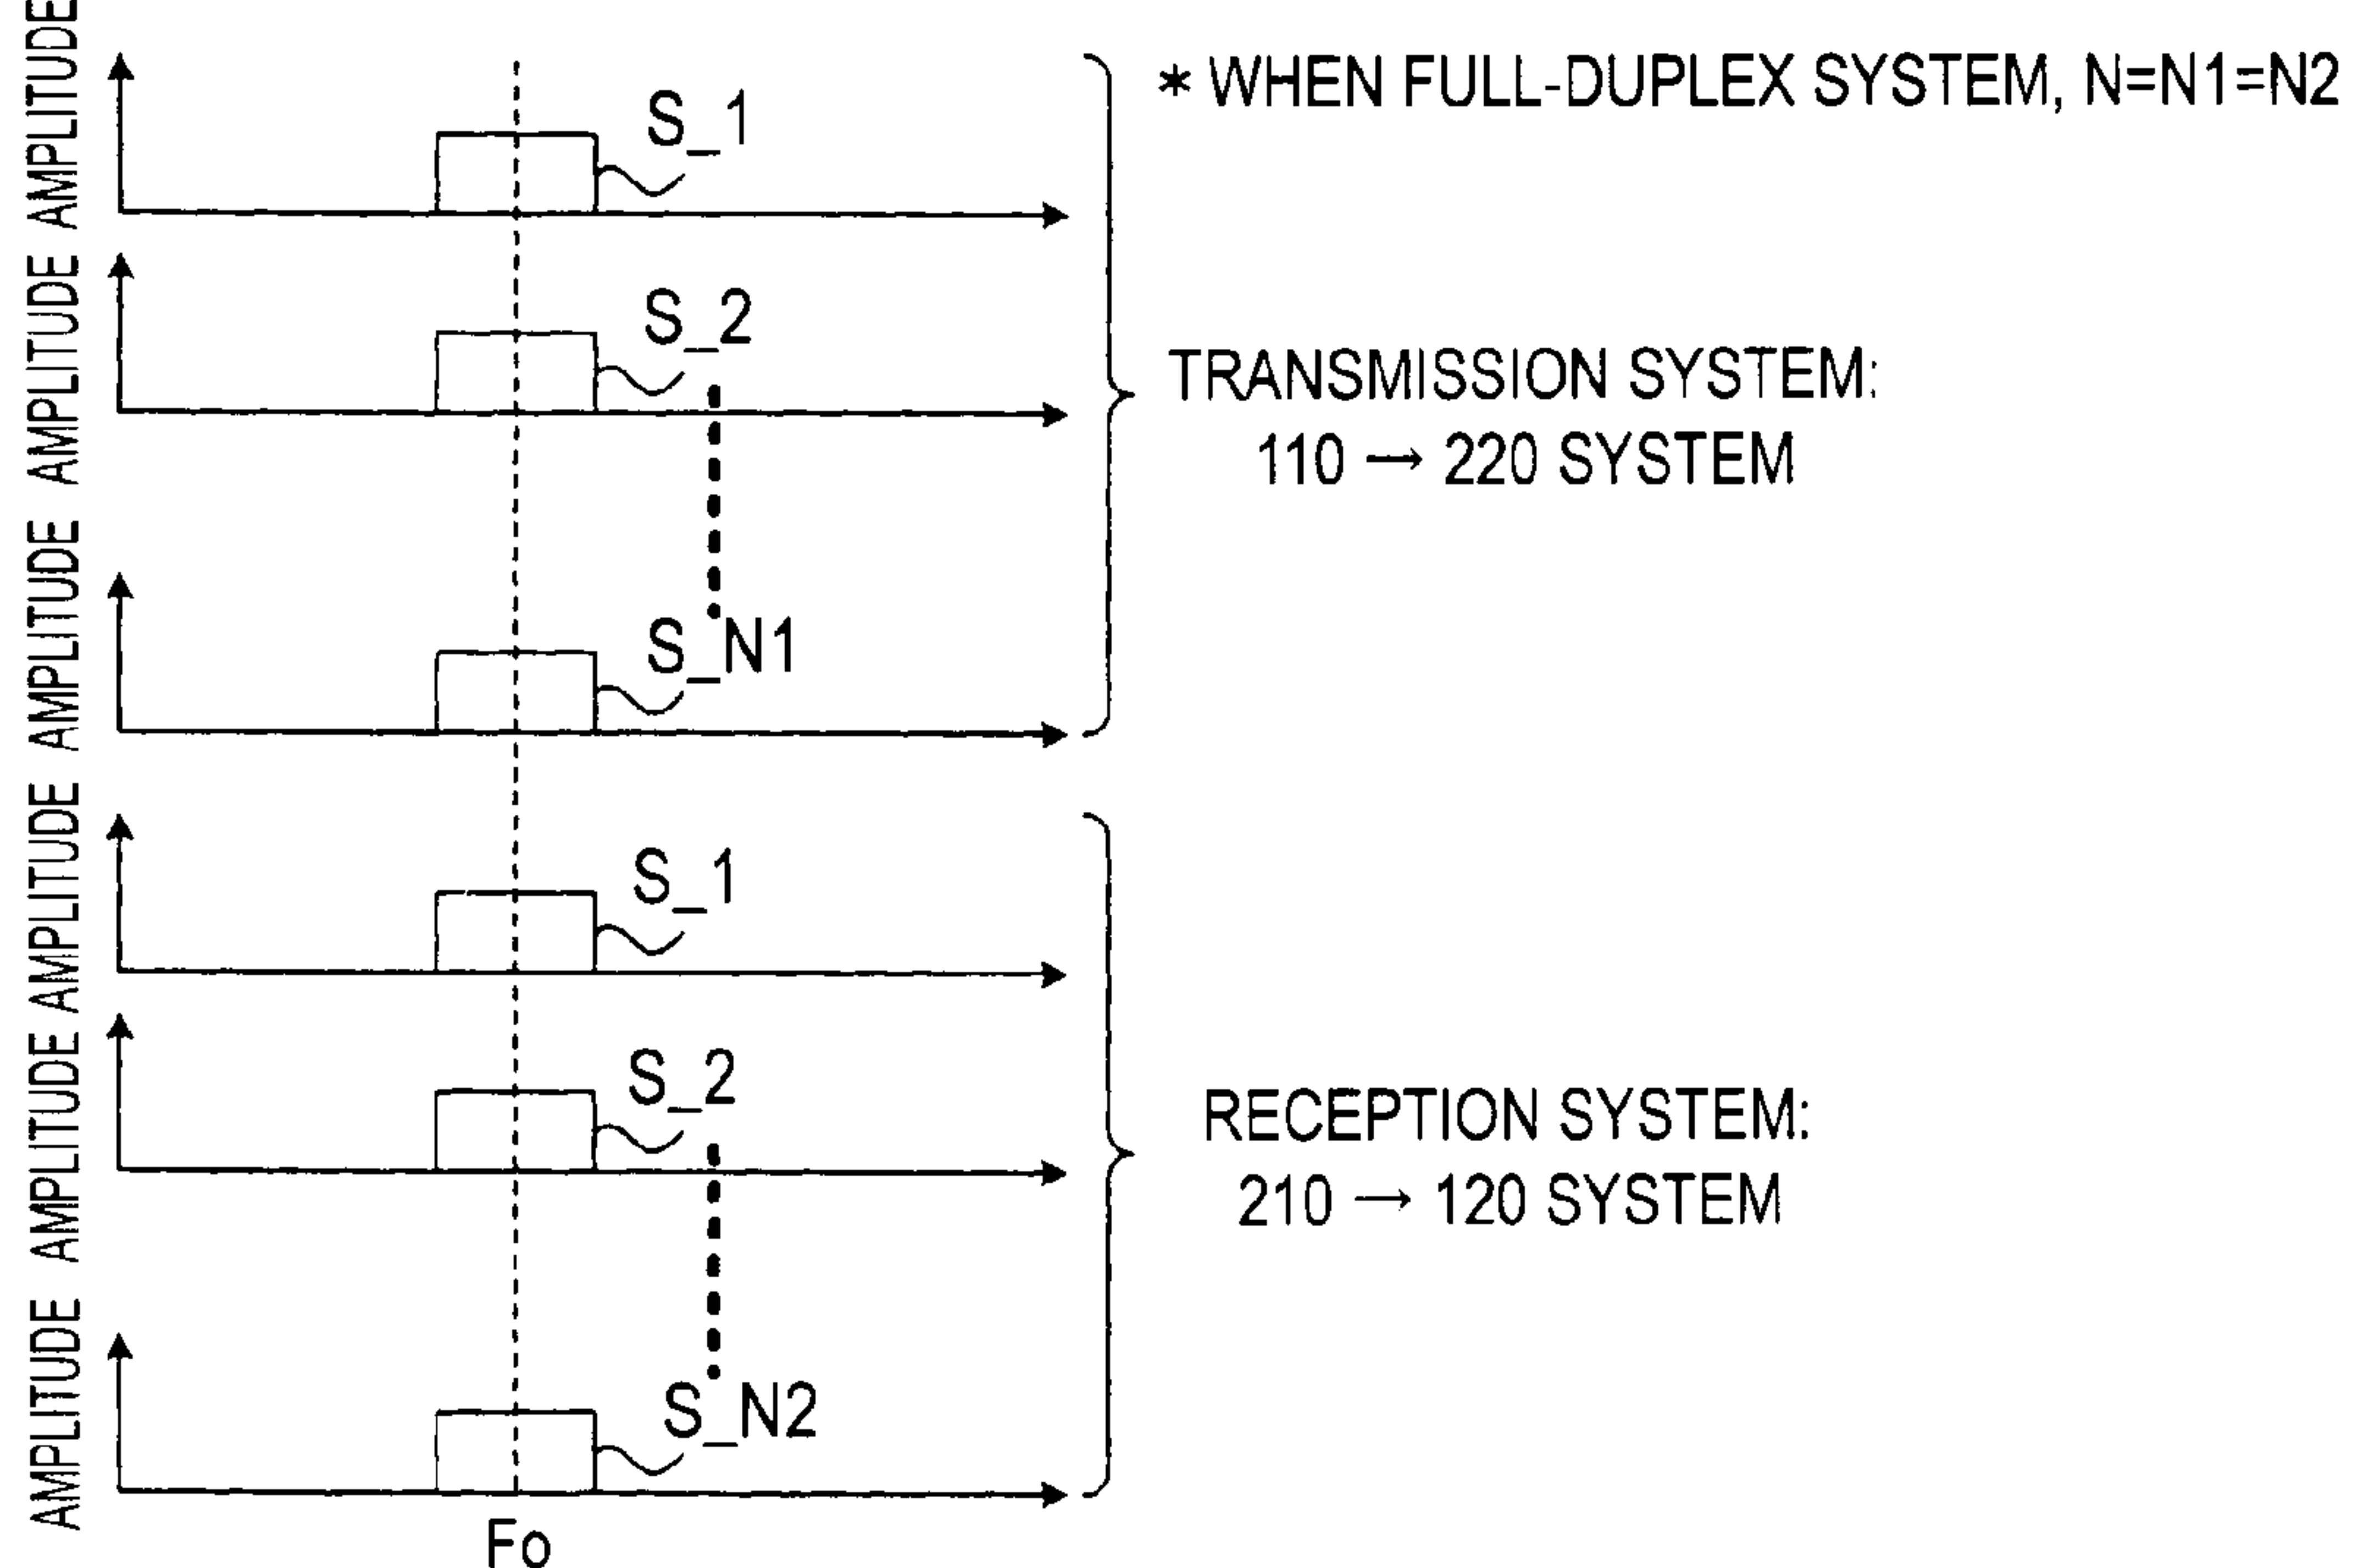 AMPLITUDE
S_1
* WHEN FULL-DUPLEX SYSTEM, N=N1=N2
AMPLITUDE
S_2
TRANSMISSION SYSTEM:
110 → 220 SYSTEM
AMPLITUDE
S_N1
AMPLITUDE
S_1
AMPLITUDE
S_2
RECEPTION SYSTEM:
210 → 120 SYSTEM
AMPLITUDE
S_N2
Fo